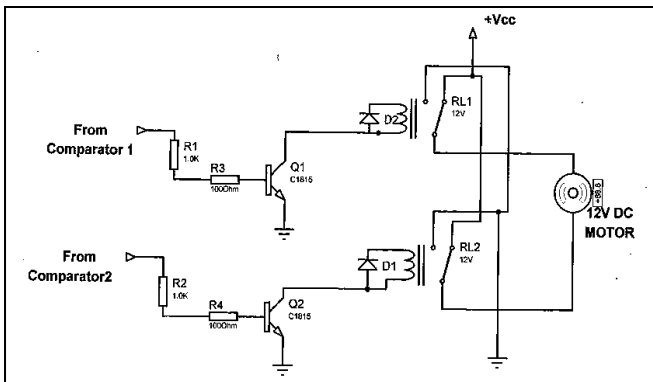 +Vcc
D2
RL1
12V
From
Comparator 1
R1
1.0K
R3
100Ohm
Q1
C1815
12V DC
MOTOR
From
Comparator2
D1
RL2
12V
R2
1.0K
R4
100Ohm
Q2
C1815